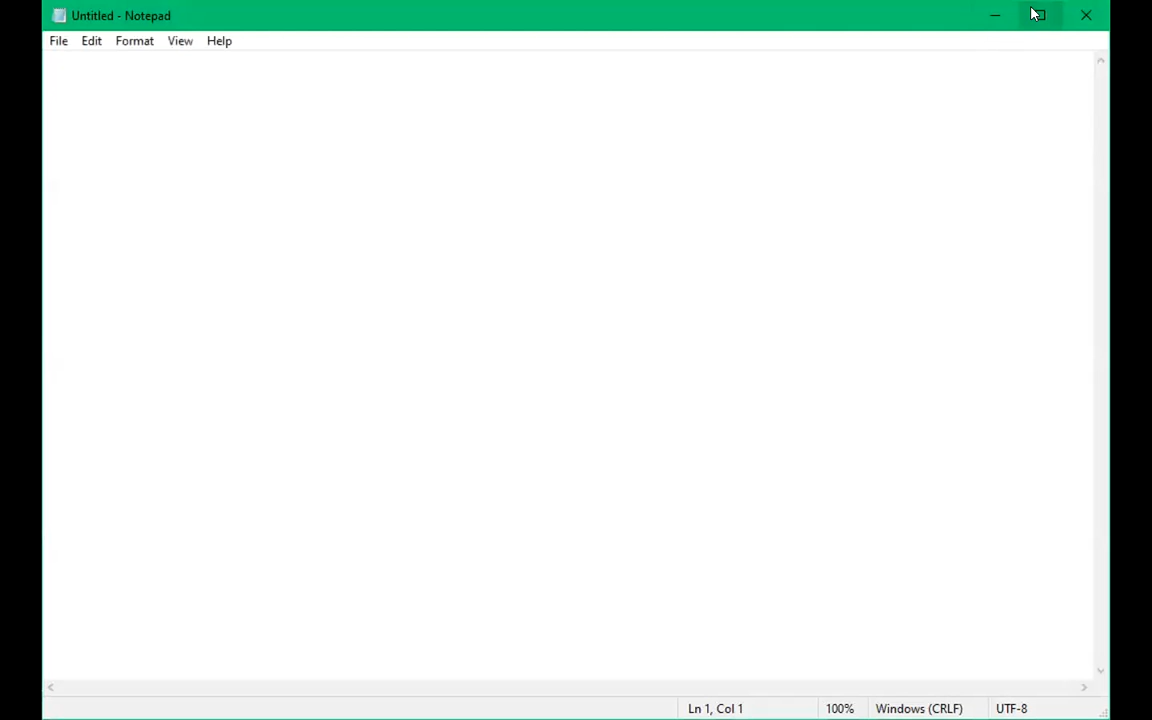 Untitled - Notepad
File Edit Format View Help
Ln 1, Col 1 100% Windows (CRLF) UTF-8